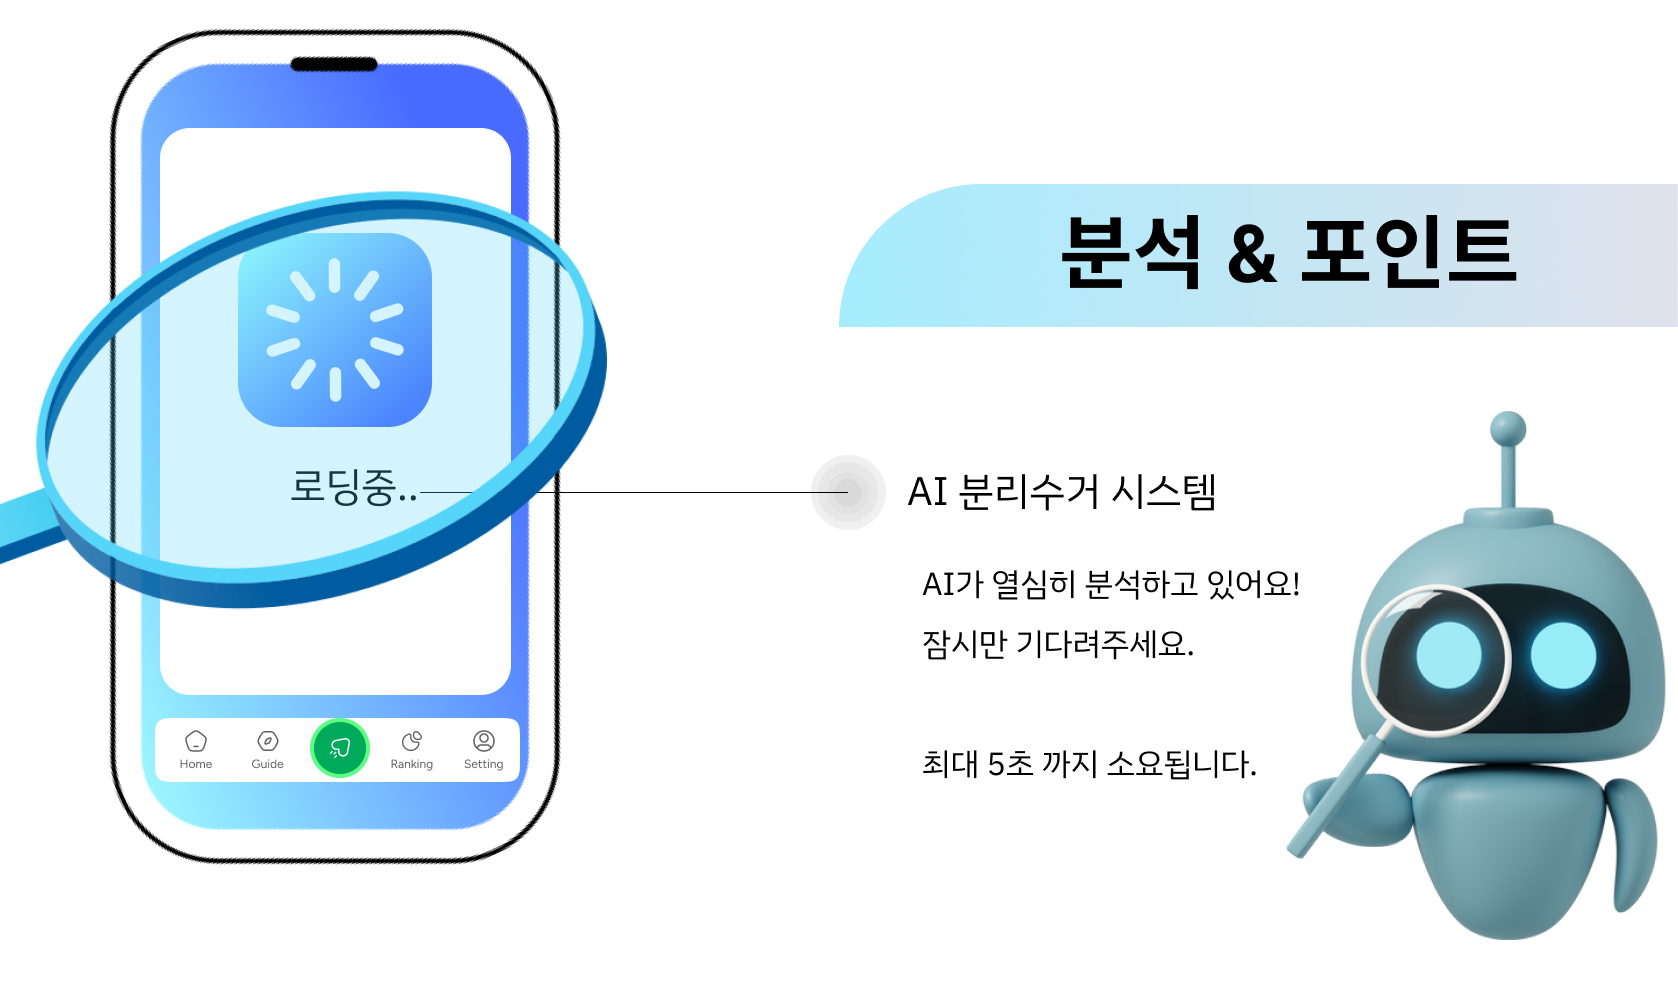 분석 & 포인트
로딩중..
AI 분리수거 시스템
AI가 열심히 분석하고 있어요!
잠시만 기다려주세요.
최대 5초 까지 소요됩니다.
Home Guide Ranking Setting